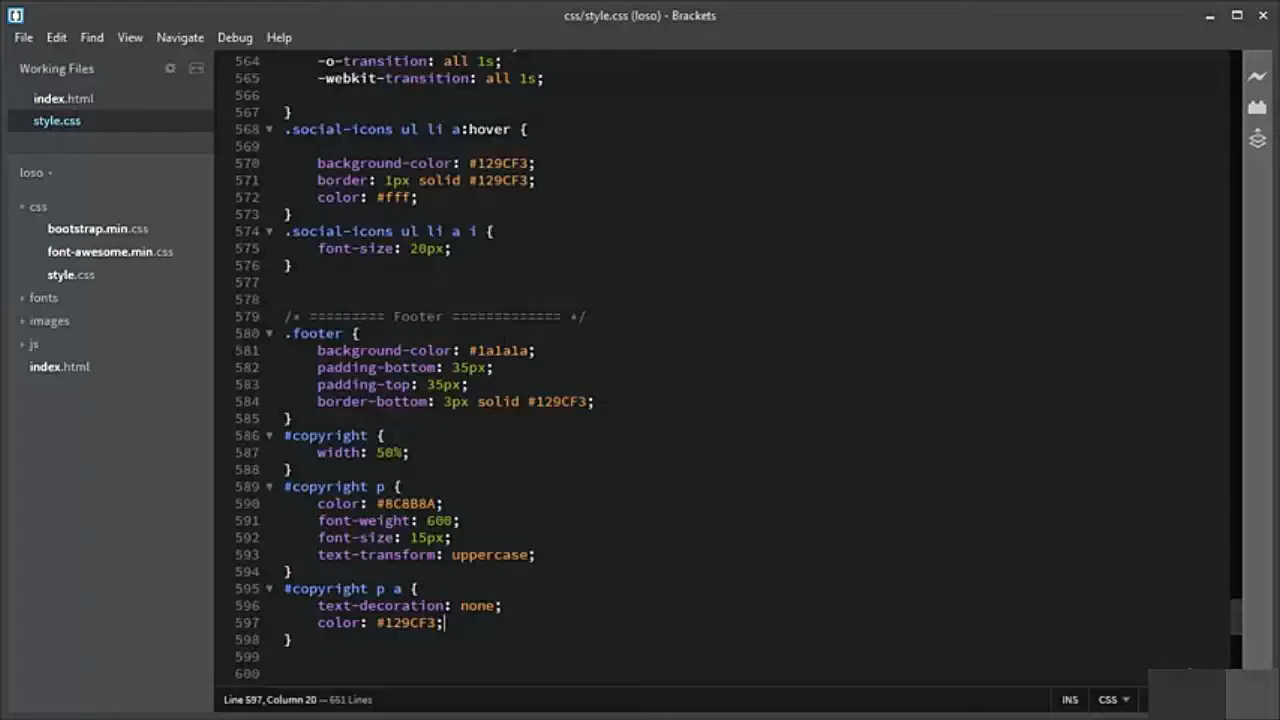 css/style.css (loso) - Brackets
File Edit Find View Navigate Debug Help
Working Files
index.html
style.css
loso
css
bootstrap.min.css
font-awesome.min.css
style.css
fonts
images
js
index.html
564 -o-transition: all 1s;
565 -webkit-transition: all 1s;
566
567 }
568 .social-icons ul li a:hover {
569
570 background-color: #129CF3;
571 border: 1px solid #129CF3;
572 color: #fff;
573 }
574 .social-icons ul li a i {
575 font-size: 20px;
576 }
577
578
579 /* ========= Footer ============= */
580 .footer {
581 background-color: #1a1a1a;
582 padding-bottom: 35px;
583 padding-top: 35px;
584 border-bottom: 3px solid #129CF3;
585 }
586 #copyright {
587 width: 50%;
588 }
589 #copyright p {
590 color: #8C8B8A;
591 font-weight: 600;
592 font-size: 15px;
593 text-transform: uppercase;
594 }
595 #copyright p a {
596 text-decoration: none;
597 color: #129CF3;
598 }
599
600
Line 597, Column 20 — 651 Lines
INS CSS